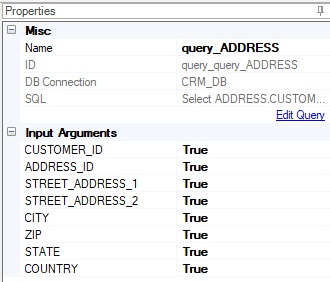 Properties
Misc
Name query_ADDRESS
ID query_query_ADDRESS
DB Connection CRM_DB
SQL Select ADDRESS.CUSTOM...
Edit Query
Input Arguments
CUSTOMER_ID True
ADDRESS_ID True
STREET_ADDRESS_1 True
STREET_ADDRESS_2 True
CITY True
ZIP True
STATE True
COUNTRY True